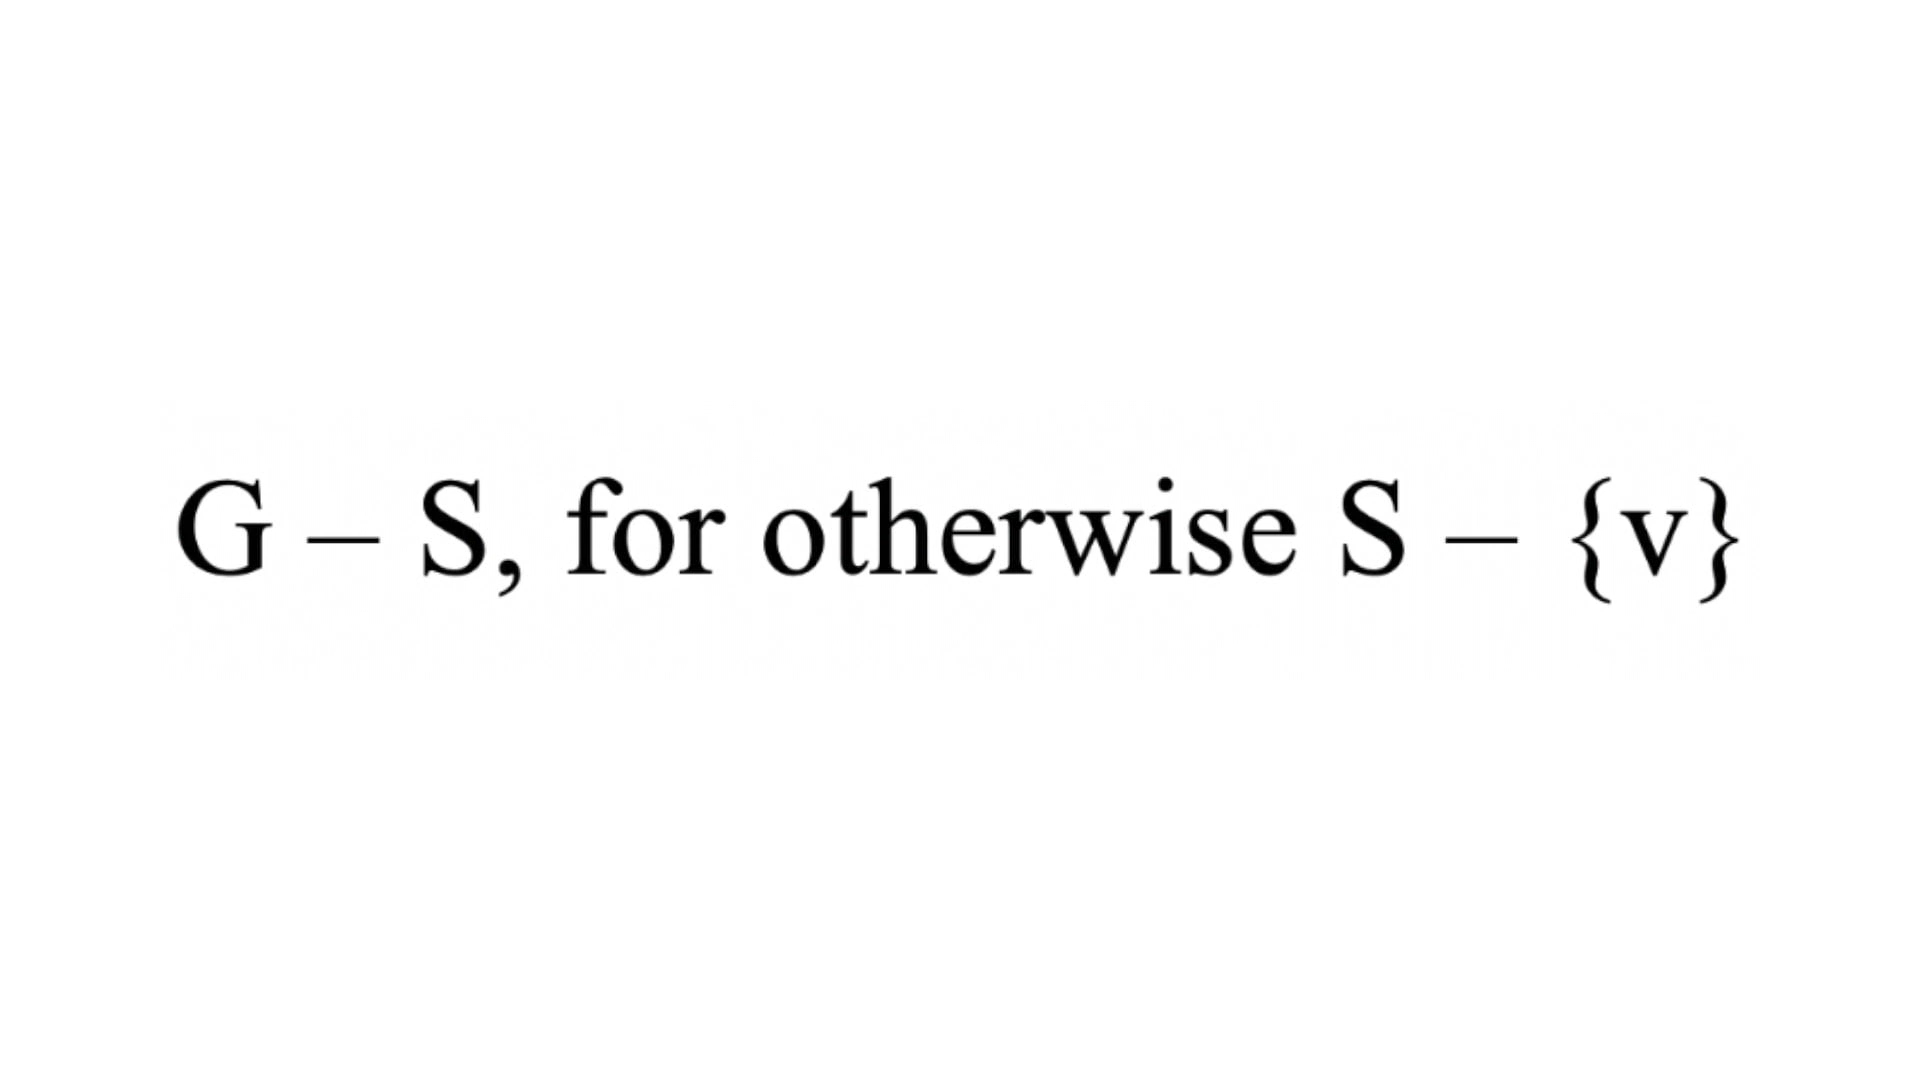 G – S, for otherwise S – {v}